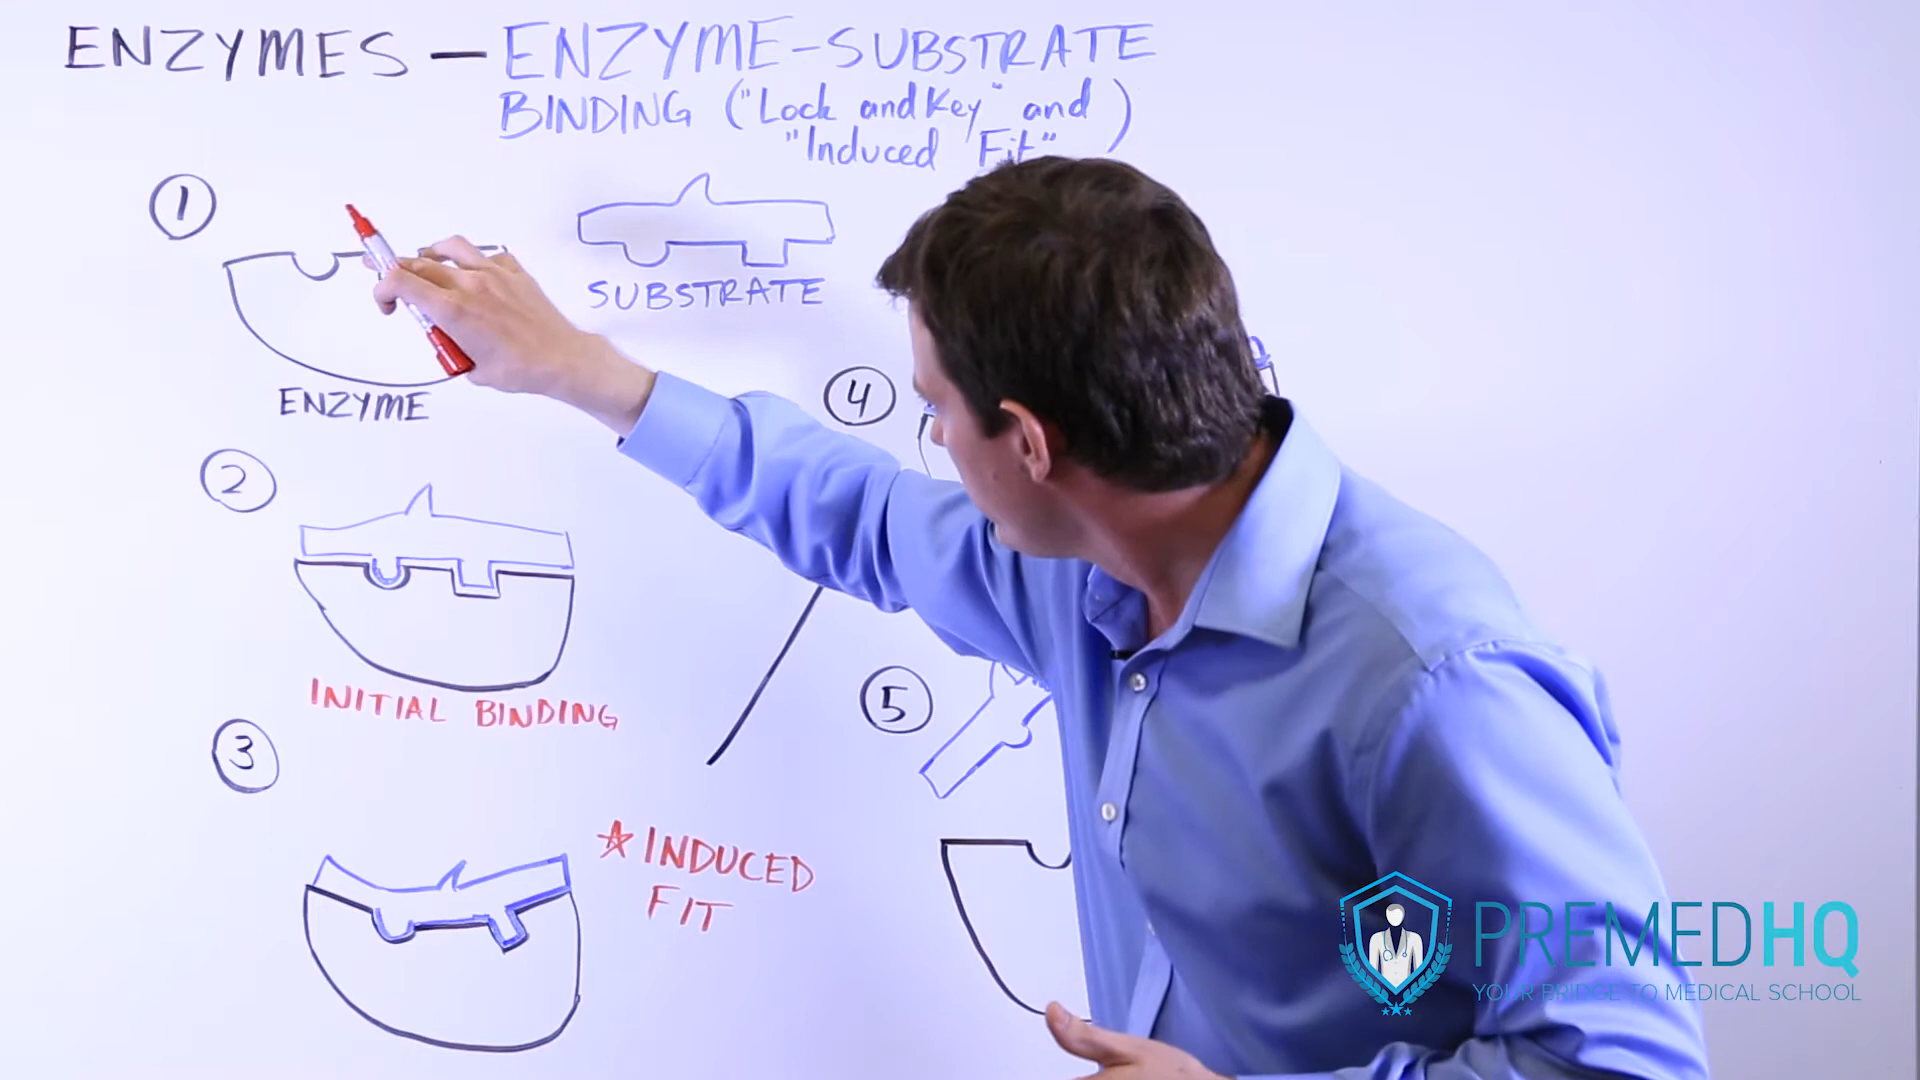 ENZYMES – ENZYME-SUBSTRATE
BINDING ("Lock and Key" and )
"Induced Fit"
1
SUBSTRATE
ENZYME
4
2
INITIAL BINDING
5
3
☆ INDUCED
FIT
PREMEDHQ
YOUR BRIDGE TO MEDICAL SCHOOL